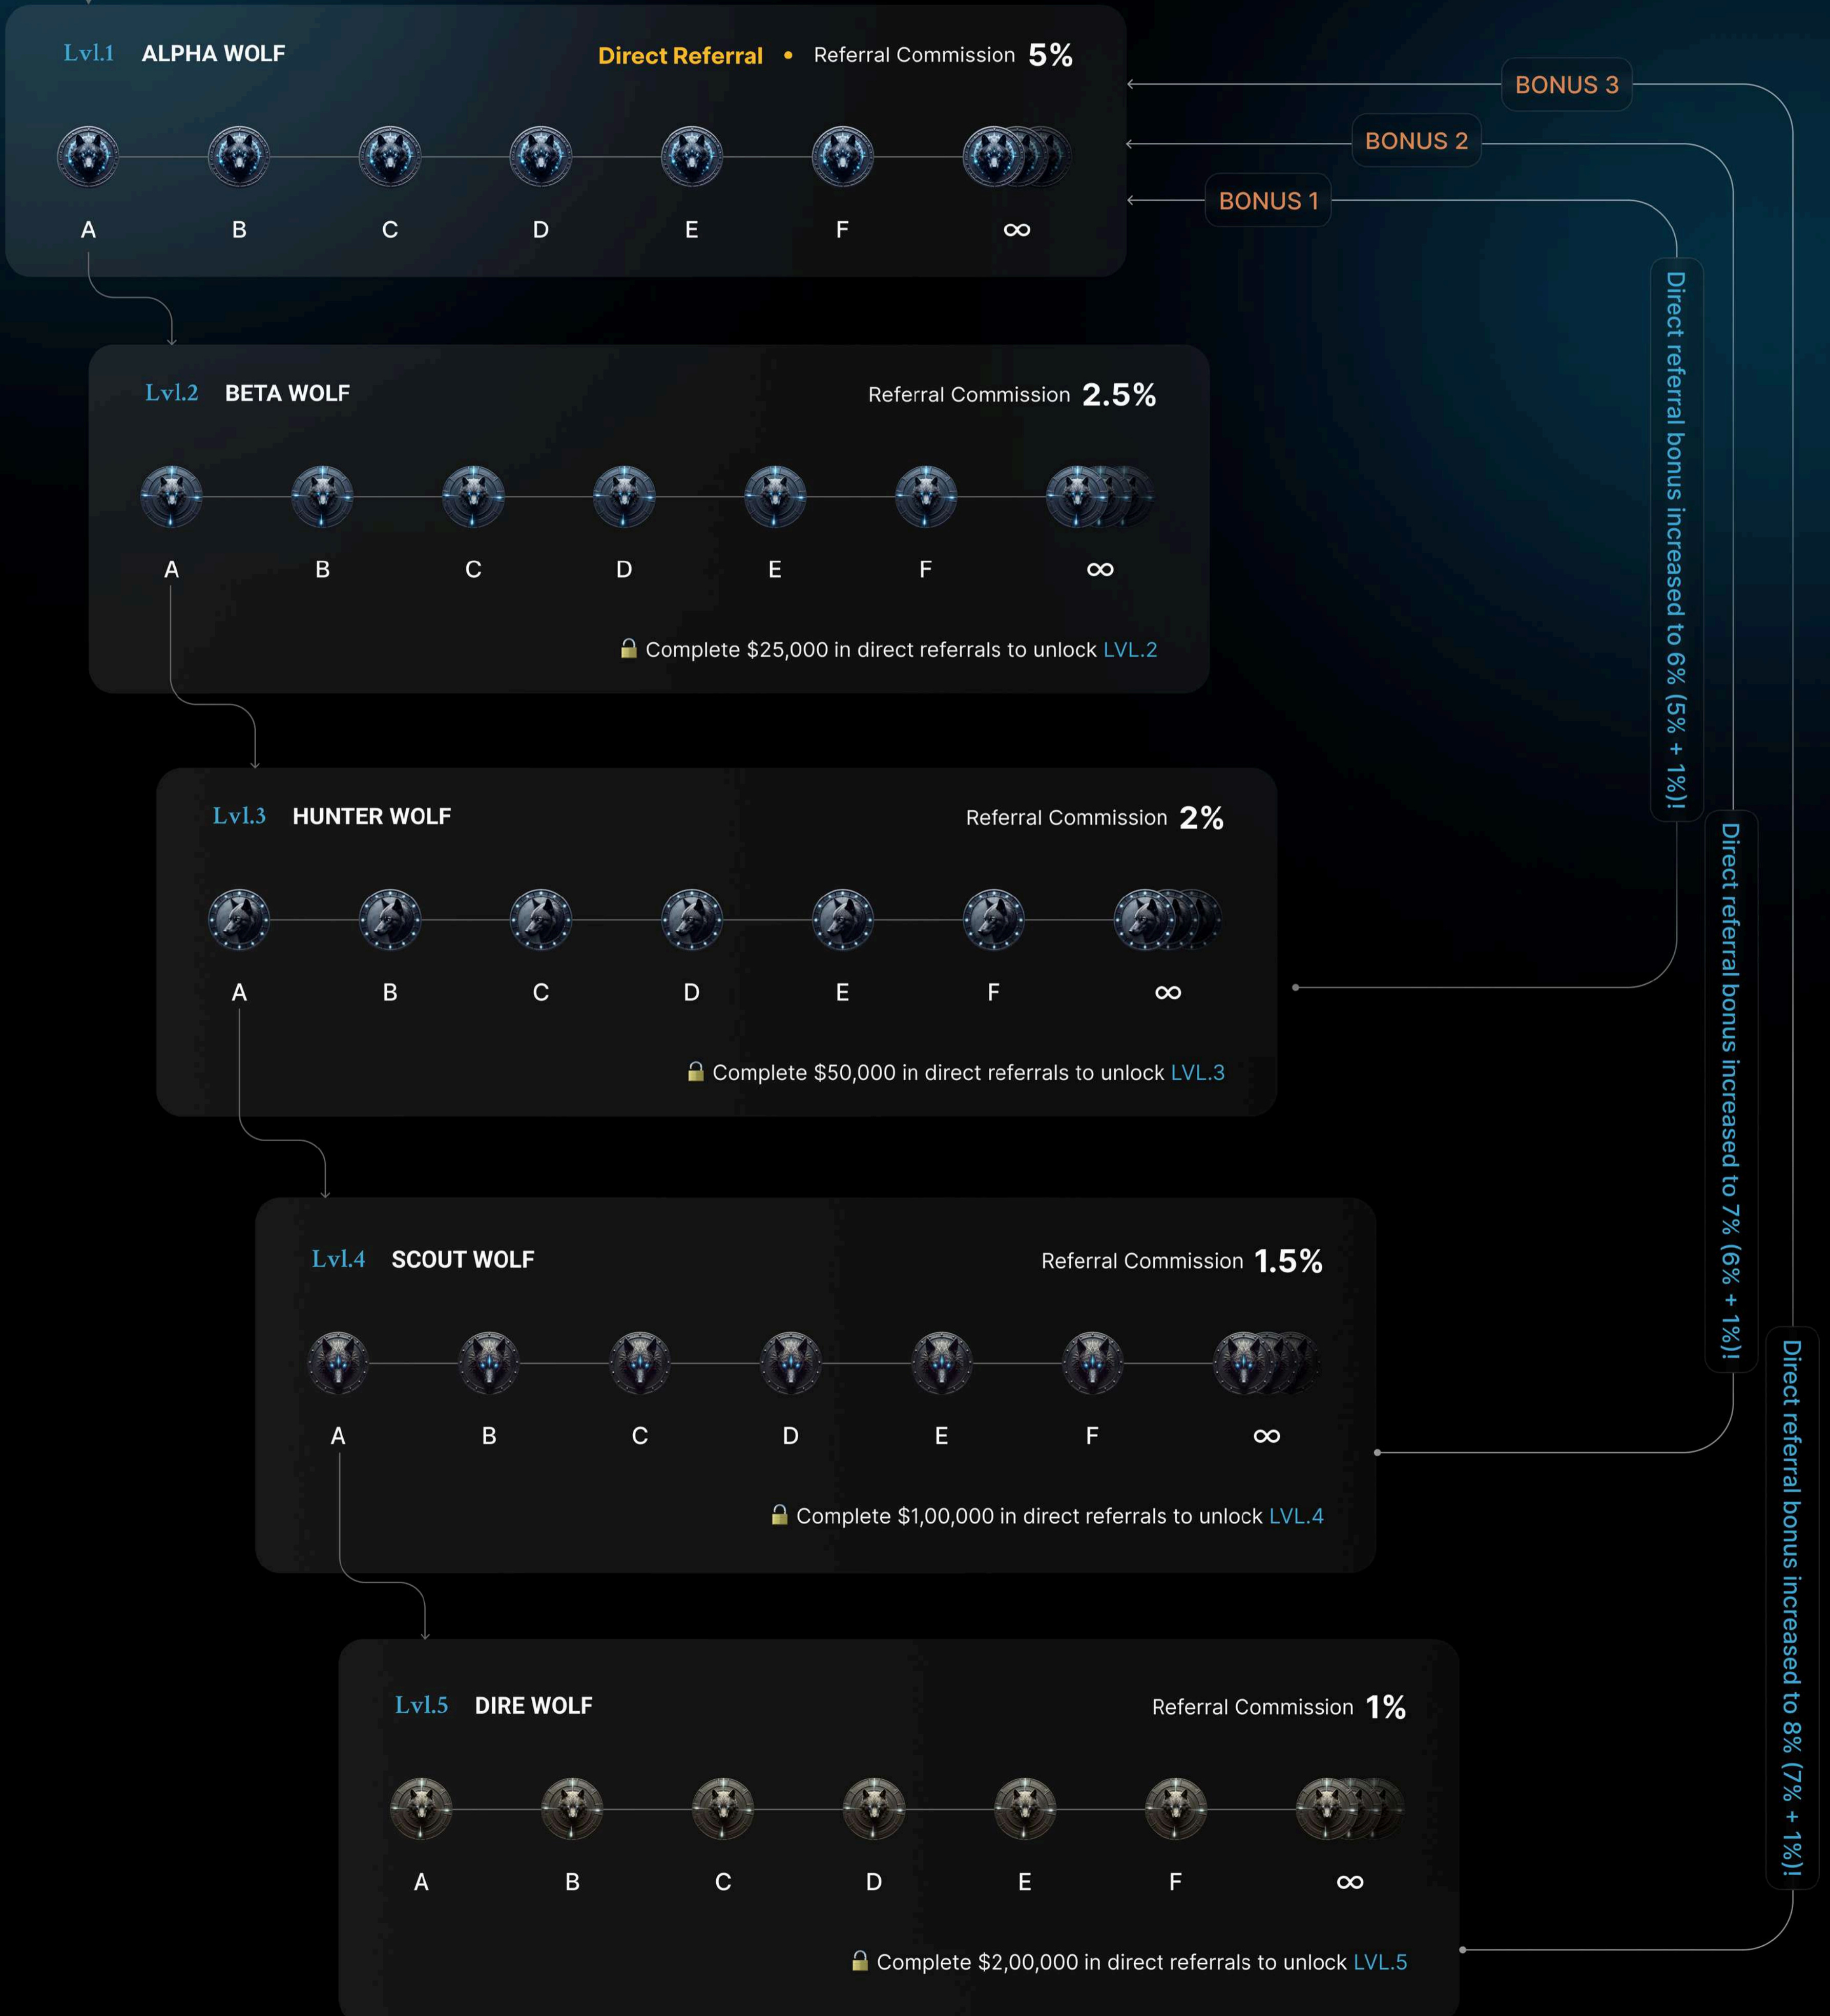 Lvl.1 ALPHA WOLF Direct Referral • Referral Commission 5%
A B C D E F ∞
BONUS 3
BONUS 2
BONUS 1
Lvl.2 BETA WOLF Referral Commission 2.5%
A B C D E F ∞
🔒 Complete $25,000 in direct referrals to unlock LVL.2
Lvl.3 HUNTER WOLF Referral Commission 2%
A B C D E F ∞
🔒 Complete $50,000 in direct referrals to unlock LVL.3
Lvl.4 SCOUT WOLF Referral Commission 1.5%
A B C D E F ∞
🔒 Complete $1,00,000 in direct referrals to unlock LVL.4
Lvl.5 DIRE WOLF Referral Commission 1%
A B C D E F ∞
🔒 Complete $2,00,000 in direct referrals to unlock LVL.5
Direct referral bonus increased to 6% (5% + 1%)!
Direct referral bonus increased to 7% (6% + 1%)!
Direct referral bonus increased to 8% (7% + 1%)!